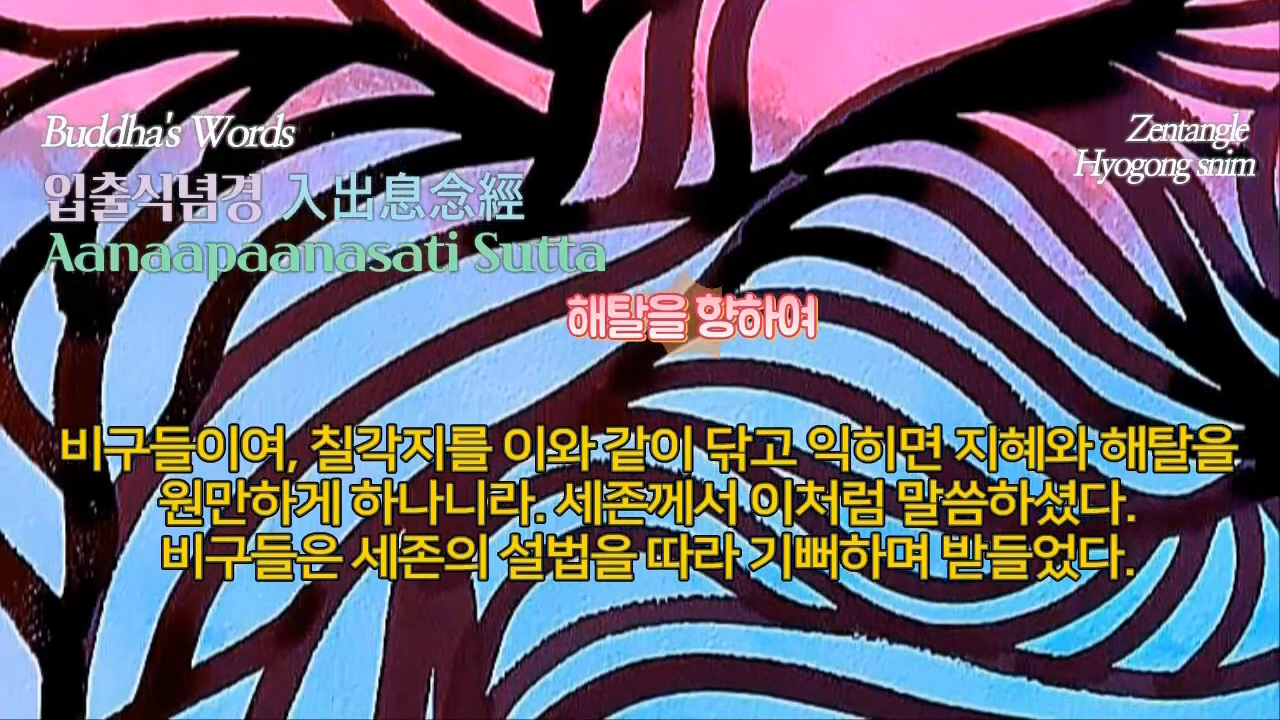 Buddha's Words
입출식념경 入出息念經
Aanaapaanasati Sutta
Zentangle
Hyogong snim
해탈을 향하여
비구들이여, 칠각지를 이와 같이 닦고 익히면 지혜와 해탈을
원만하게 하나니라. 세존께서 이처럼 말씀하셨다.
비구들은 세존의 설법을 따라 기뻐하며 받들었다.